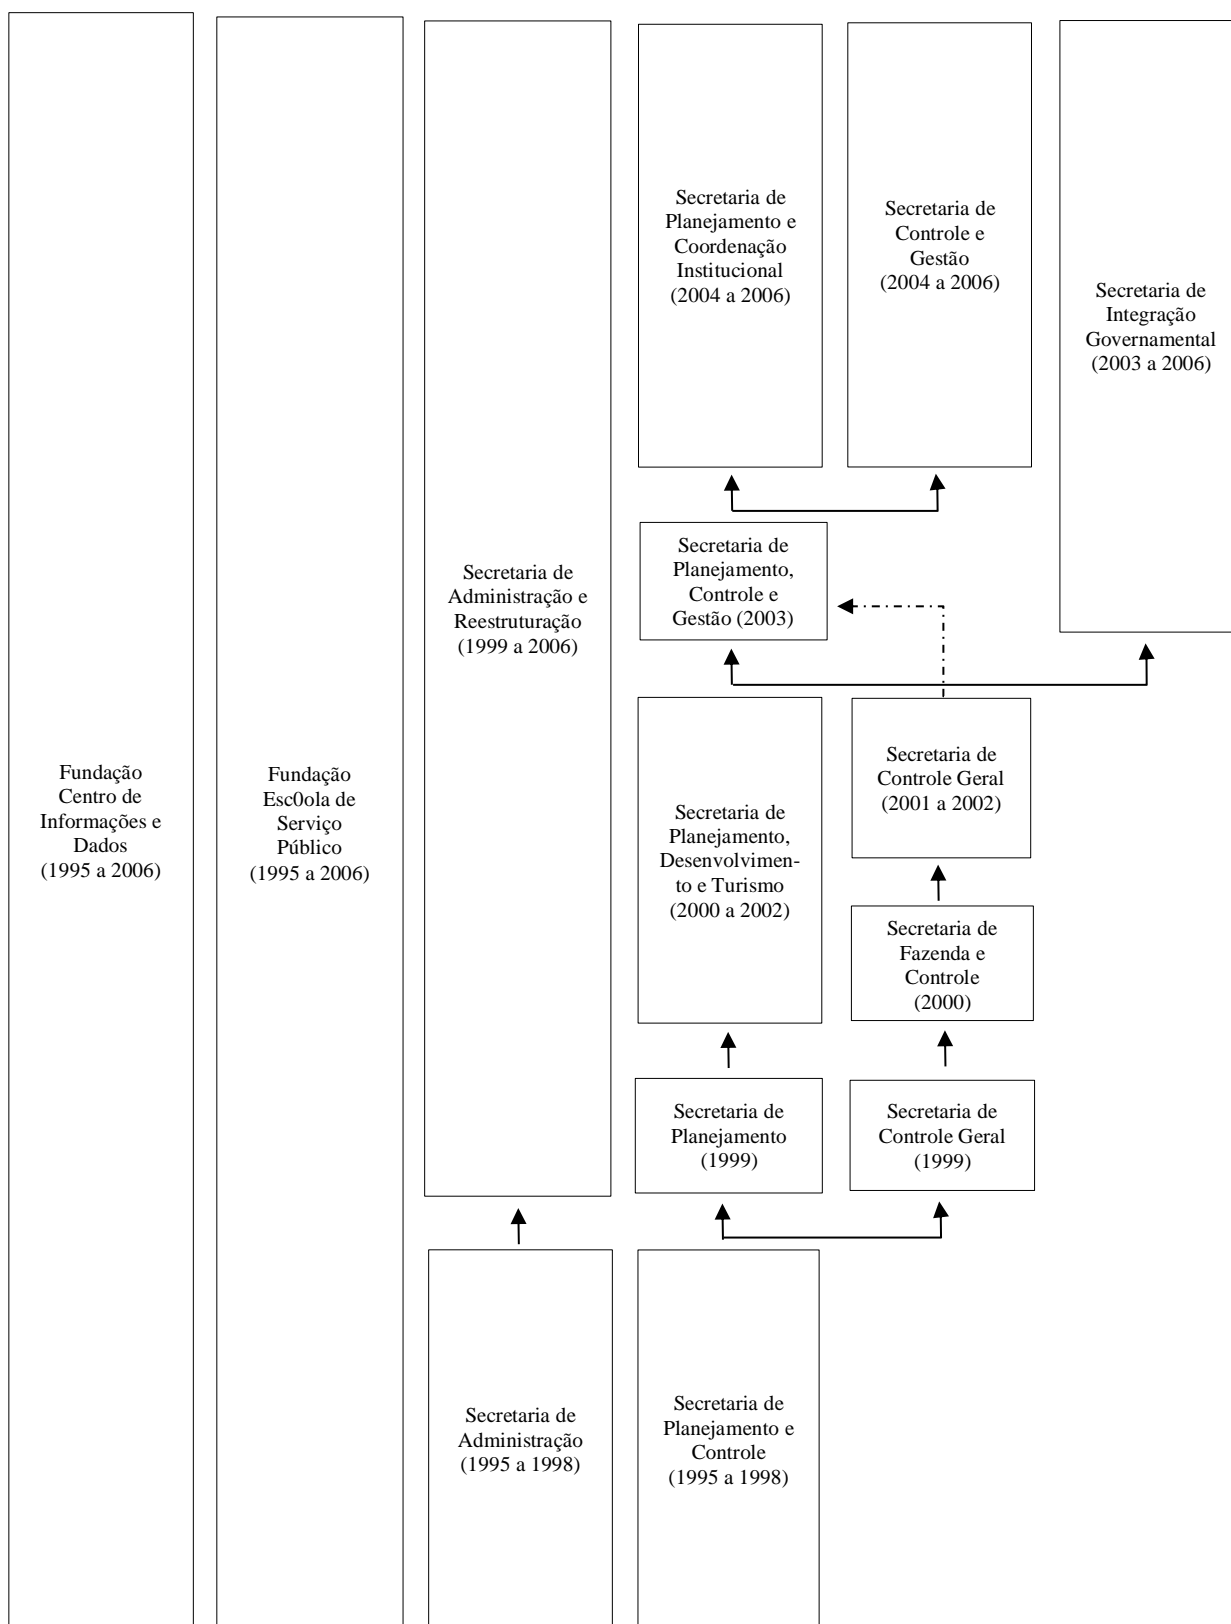 Secretaria de
Planejamento e
Coordenação
Institucional
(2004 a 2006)
Secretaria de
Controle e
Gestão
(2004 a 2006)
Secretaria de
Integração
Governamental
(2003 a 2006)
Secretaria de
Planejamento,
Controle e
Gestão (2003)
Secretaria de
Administração e
Reestruturação
(1999 a 2006)
Fundação
Centro de
Informações e
Dados
(1995 a 2006)
Fundação
Esc0ola de
Serviço
Público
(1995 a 2006)
Secretaria de
Planejamento,
Desenvolvimen-
to e Turismo
(2000 a 2002)
Secretaria de
Controle Geral
(2001 a 2002)
Secretaria de
Fazenda e
Controle
(2000)
Secretaria de
Planejamento
(1999)
Secretaria de
Controle Geral
(1999)
Secretaria de
Administração
(1995 a 1998)
Secretaria de
Planejamento e
Controle
(1995 a 1998)